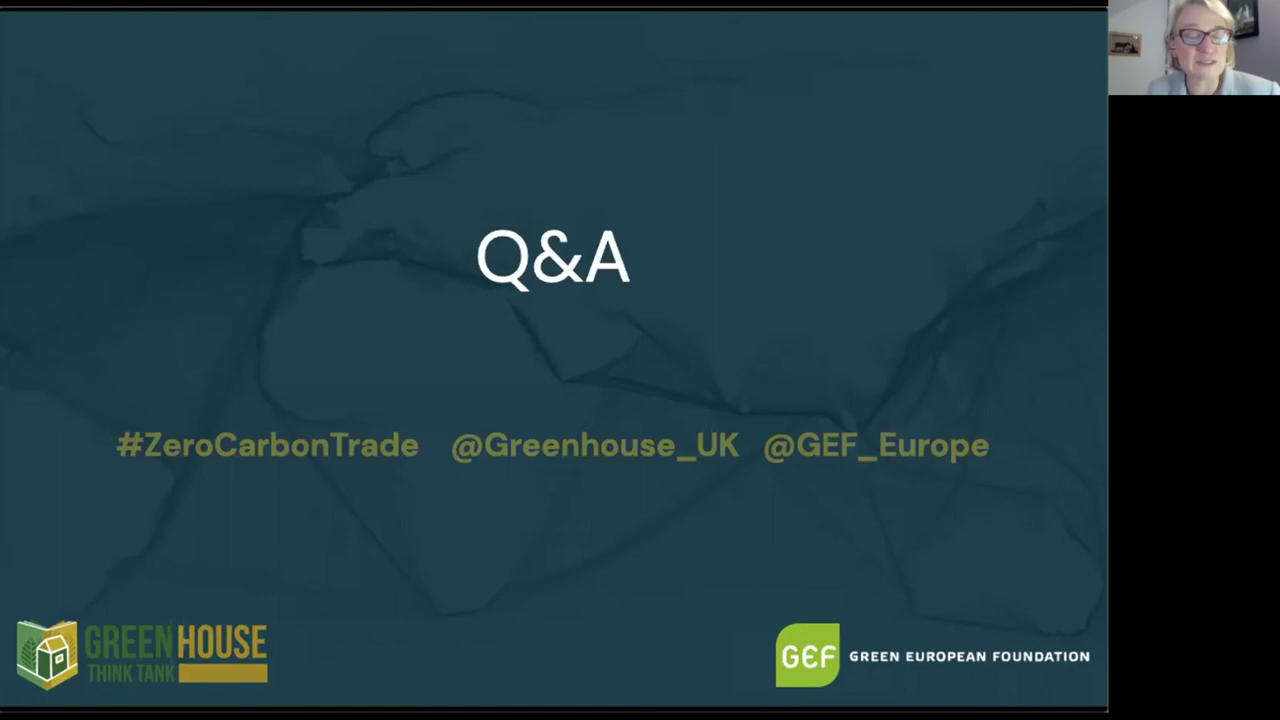 Q&A
#ZeroCarbonTrade @Greenhouse_UK @GEF_Europe
GREEN HOUSE
THINK TANK
GEF GREEN EUROPEAN FOUNDATION